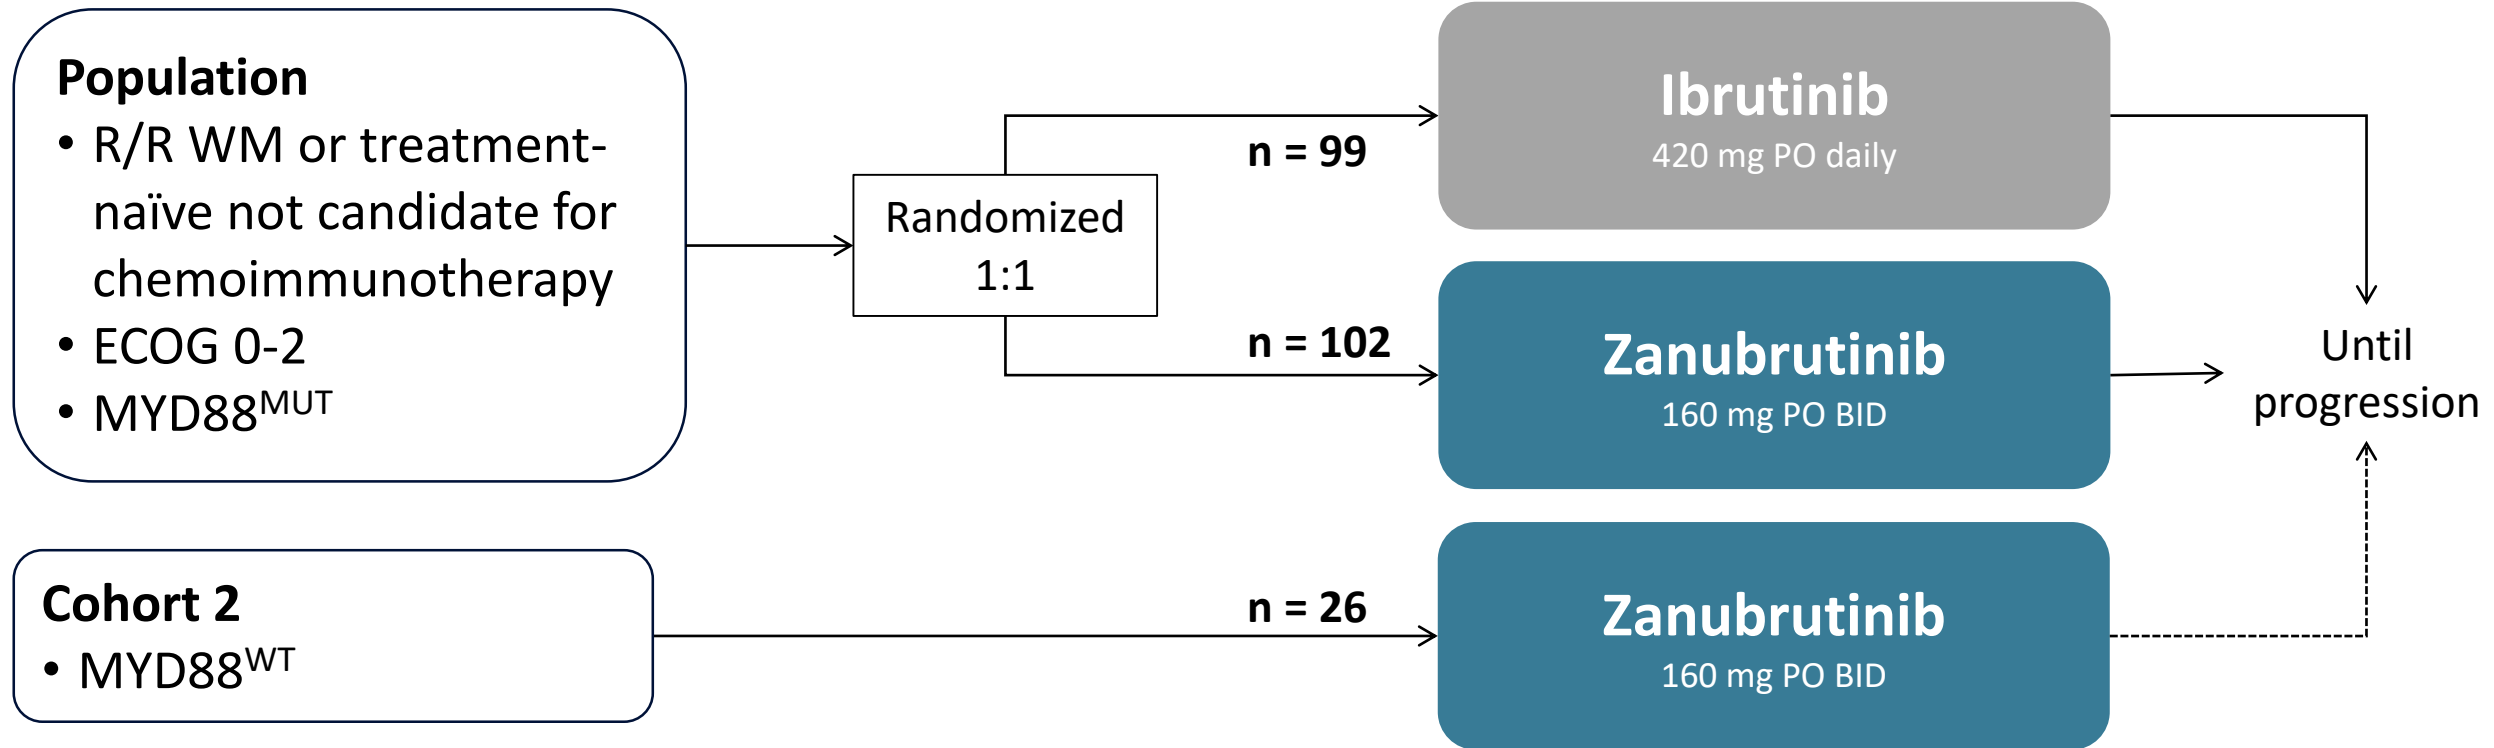 Population
• R/R WM or treatment-
naïve not candidate for
chemoimmunotherapy
• ECOG 0-2
• MYD88MUT
Randomized
1:1
n = 99
n = 102
Ibrutinib
420 mg PO daily
Zanubrutinib
160 mg PO BID
Until
progression
Cohort 2
• MYD88WT
n = 26
Zanubrutinib
160 mg PO BID